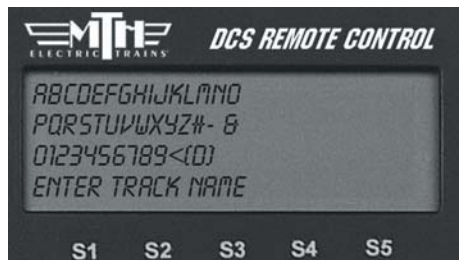 MTH
ELECTRIC TRAINS
DCS REMOTE CONTROL
ABCDEFGHIJKLMNO
PQRSTUVWXYZ#- &
0123456789<(D)
ENTER TRACK NAME
S1 S2 S3 S4 S5